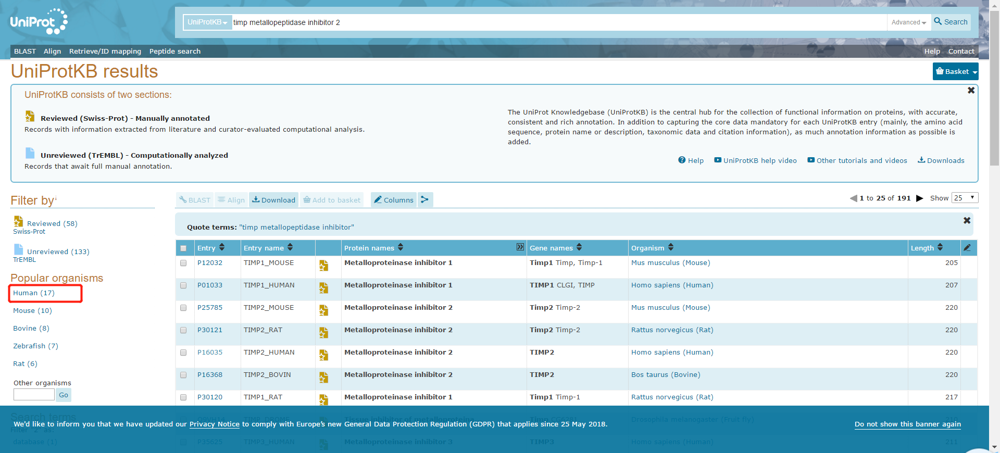 UniProt
UniProtKB
timp metallopeptidase inhibitor 2
Advanced
Search
BLAST Align Retrieve/ID mapping Peptide search
Help Contact
UniProtKB results
Basket
UniProtKB consists of two sections:
Reviewed (Swiss-Prot) - Manually annotated
Records with information extracted from literature and curator-evaluated computational analysis.
Unreviewed (TrEMBL) - Computationally analyzed
Records that await full manual annotation.
The UniProt Knowledgebase (UniProtKB) is the central hub for the collection of functional information on proteins, with accurate,
consistent and rich annotation. In addition to capturing the core data mandatory for each UniProtKB entry (mainly, the amino acid
sequence, protein name or description, taxonomic data and citation information), as much annotation information as possible is
added.
Help UniProtKB help video Other tutorials and videos Downloads
Filter by i
Reviewed (58)
Swiss-Prot
Unreviewed (133)
TrEMBL
Popular organisms
Human (17)
Mouse (10)
Bovine (8)
Zebrafish (7)
Rat (6)
Other organisms
Go
Search terms
Filter "2" as:
database (1)
BLAST Align Download Add to basket Columns
1 to 25 of 191 Show 25
Quote terms: "timp metallopeptidase inhibitor"
Entry Entry name Protein names Gene names Organism Length
P12032 TIMP1_MOUSE Metalloproteinase inhibitor 1 Timp1 Timp, Timp-1 Mus musculus (Mouse) 205
P01033 TIMP1_HUMAN Metalloproteinase inhibitor 1 TIMP1 CLGI, TIMP Homo sapiens (Human) 207
P25785 TIMP2_MOUSE Metalloproteinase inhibitor 2 Timp2 Timp-2 Mus musculus (Mouse) 220
P30121 TIMP2_RAT Metalloproteinase inhibitor 2 Timp2 Timp-2 Rattus norvegicus (Rat) 220
P16035 TIMP2_HUMAN Metalloproteinase inhibitor 2 TIMP2 Homo sapiens (Human) 220
P16368 TIMP2_BOVIN Metalloproteinase inhibitor 2 TIMP2 Bos taurus (Bovine) 220
P30120 TIMP1_RAT Metalloproteinase inhibitor 1 Timp1 Timp-1 Rattus norvegicus (Rat) 217
Q9VH14 TIMP_DROME Tissue inhibitor of metalloproteina Timp CG6281 Drosophila melanogaster (Fruit fly) 210
P35625 TIMP3_HUMAN Metalloproteinase inhibitor 3 TIMP3 Homo sapiens (Human) 211
We'd like to inform you that we have updated our Privacy Notice to comply with Europe's new General Data Protection Regulation (GDPR) that applies since 25 May 2018.
Do not show this banner again